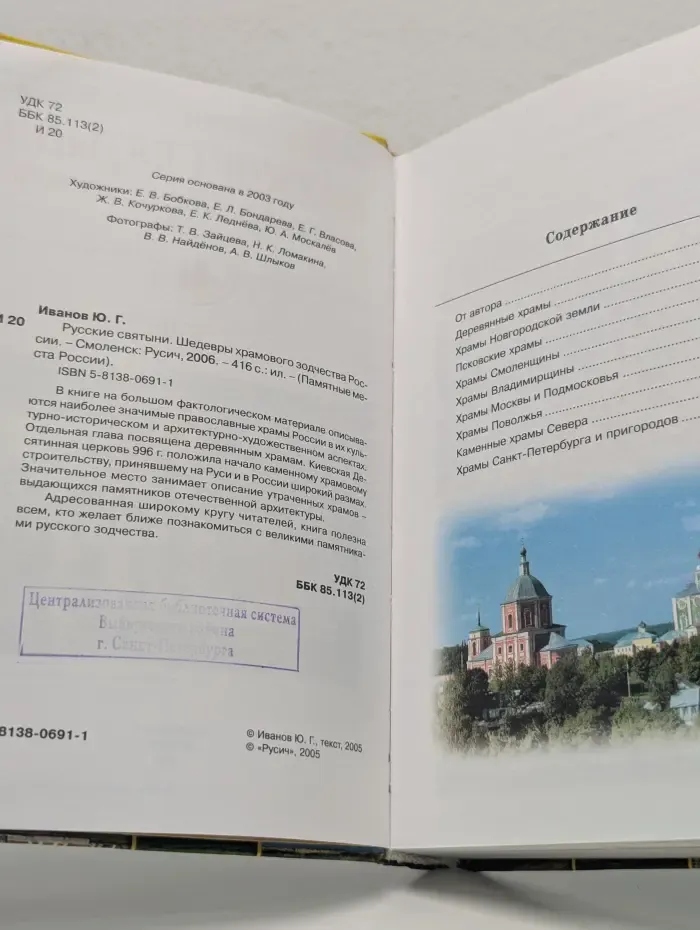 УДК 72
ББК 85.113(2)
И 20
Серия основана в 2003 году
Художники: Е. В. Бобкова, Е. Л. Бондарева, Е. Г. Власова,
Ж. В. Кочуркова, Е. К. Леднёва, Ю. А. Москалёв
Фотографы: Т. В. Зайцева, Н. К. Ломакина,
В. В. Найдёнов, А. В. Шлыков
Иванов Ю. Г.
И 20
Русские святыни. Шедевры храмового зодчества Рос-
сии. – Смоленск: Русич, 2006. – 416 с.: ил. – (Памятные ме-
ста России).
ISBN 5-8138-0691-1
В книге на большом фактологическом материале описыва-
ются наиболее значимые православные храмы России в их куль-
турно-историческом и архитектурно-художественном аспектах.
Отдельная глава посвящена деревянным храмам. Киевская Де-
сятинная церковь 996 г. положила начало каменному храмовому
строительству, принявшему на Руси и в России широкий размах.
Значительное место занимает описание утраченных храмов –
выдающихся памятников отечественной архитектуры.
Адресованная широкому кругу читателей, книга полезна
всем, кто желает ближе познакомиться с великими памятника-
ми русского зодчества.
УДК 72
ББК 85.113(2)
Централизованная библиотечная система
района
г. Санкт-Петербурга
8138-0691-1
© Иванов Ю. Г., текст, 2005
© «Русич», 2005
Содержание
От автора
Деревянные храмы
Храмы Новгородской земли
Псковские храмы
Храмы Смоленщины
Храмы Владимирщины
Храмы Москвы и Подмосковья
Храмы Поволжья
Каменные храмы Севера
Храмы Санкт-Петербурга и пригородов